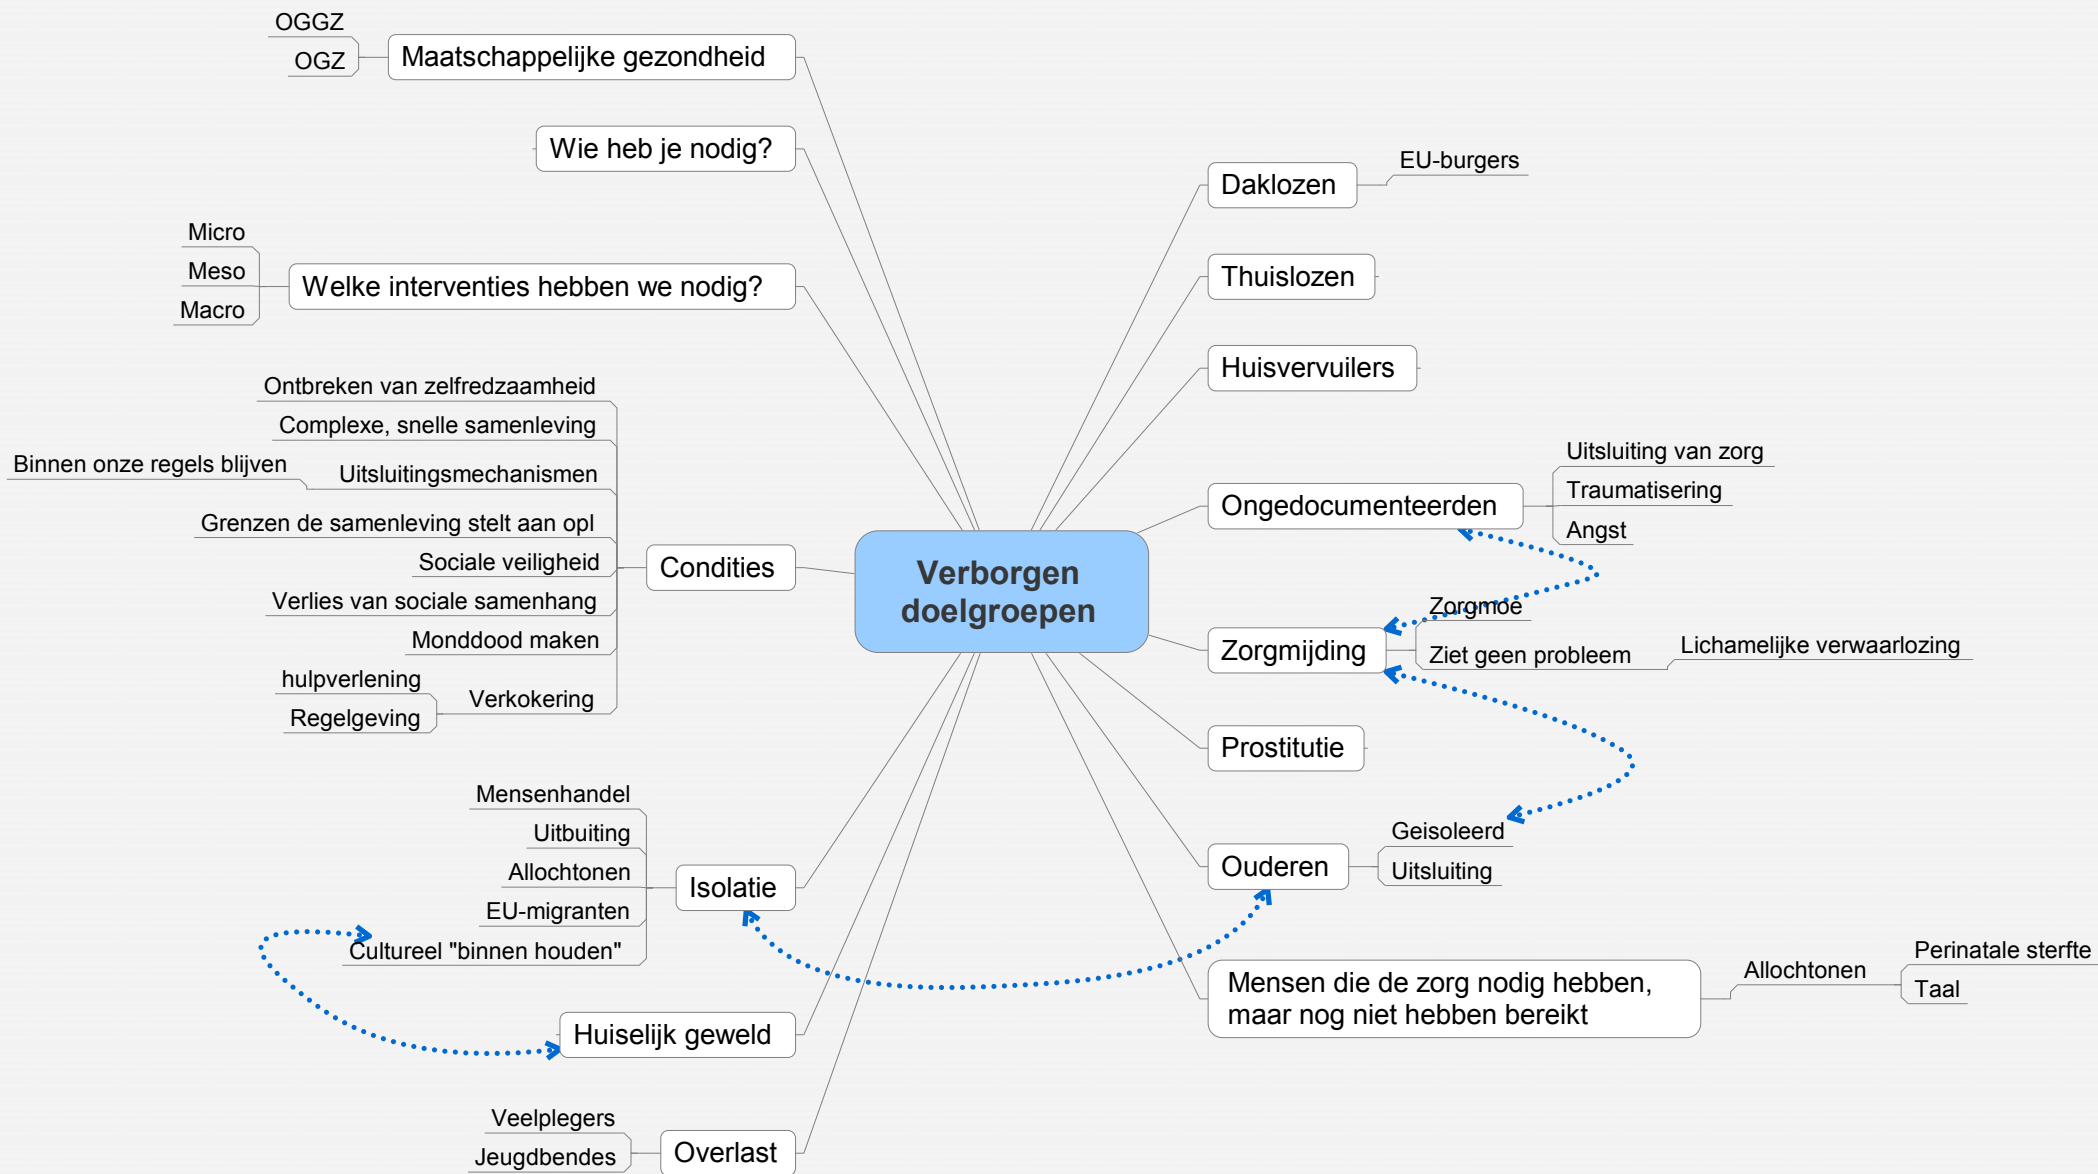 OGGZ
OGZ
Maatschappelijke gezondheid
Wie heb je nodig?
Micro
Meso
Macro
Welke interventies hebben we nodig?
Ontbreken van zelfredzaamheid
Complexe, snelle samenleving
Binnen onze regels blijven
Uitsluitingsmechanismen
Grenzen de samenleving stelt aan opl
Sociale veiligheid
Verlies van sociale samenhang
Monddood maken
hulpverlening
Regelgeving
Verkokering
Condities
Mensenhandel
Uitbuiting
Allochtonen
EU-migranten
Cultureel "binnen houden"
Isolatie
Huiselijk geweld
Veelplegers
Jeugdbendes
Overlast
Verborgen
doelgroepen
Daklozen
EU-burgers
Thuislozen
Huisvervuilers
Ongedocumenteerden
Uitsluiting van zorg
Traumatisering
Angst
Zorgmijding
Zorgmoe
Ziet geen probleem
Lichamelijke verwaarlozing
Prostitutie
Ouderen
Geisoleerd
Uitsluiting
Mensen die de zorg nodig hebben,
maar nog niet hebben bereikt
Allochtonen
Perinatale sterfte
Taal